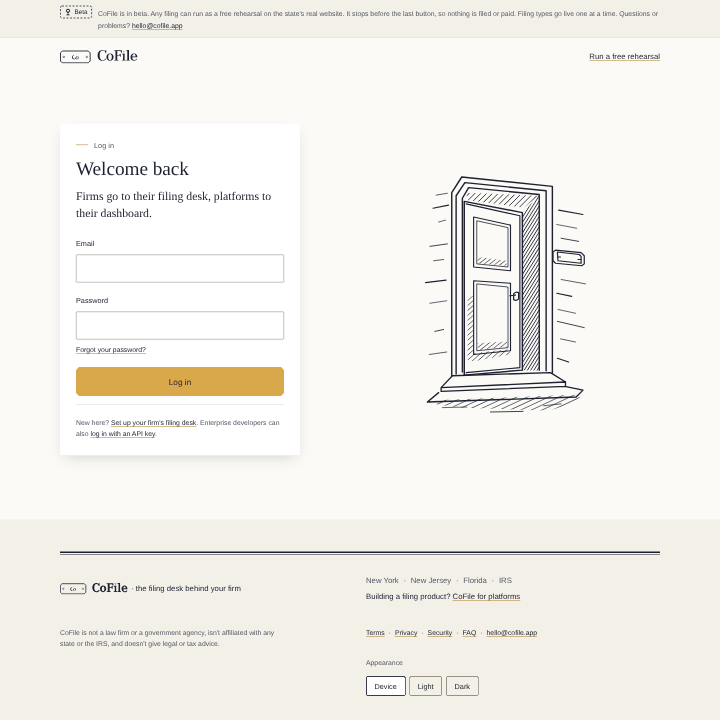 Beta
CoFile is in beta. Any filing can run as a free rehearsal on the state's real website. It stops before the last button, so nothing is filed or paid. Filing types go live one at a time. Questions or
problems? hello@cofile.app
Co CoFile
Run a free rehearsal
Log in
Welcome back
Firms go to their filing desk, platforms to
their dashboard.
Email
Password
Forgot your password?
Log in
New here? Set up your firm's filing desk. Enterprise developers can
also log in with an API key.
Co CoFile · the filing desk behind your firm
New York · New Jersey · Florida · IRS
Building a filing product? CoFile for platforms
CoFile is not a law firm or a government agency, isn't affiliated with any
state or the IRS, and doesn't give legal or tax advice.
Terms · Privacy · Security · FAQ · hello@cofile.app
Appearance
Device Light Dark